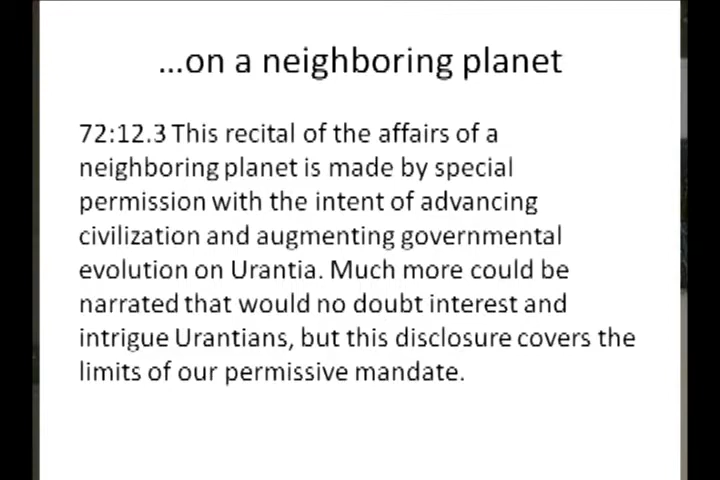 ...on a neighboring planet
72:12.3 This recital of the affairs of a
neighboring planet is made by special
permission with the intent of advancing
civilization and augmenting governmental
evolution on Urantia. Much more could be
narrated that would no doubt interest and
intrigue Urantians, but this disclosure covers the
limits of our permissive mandate.